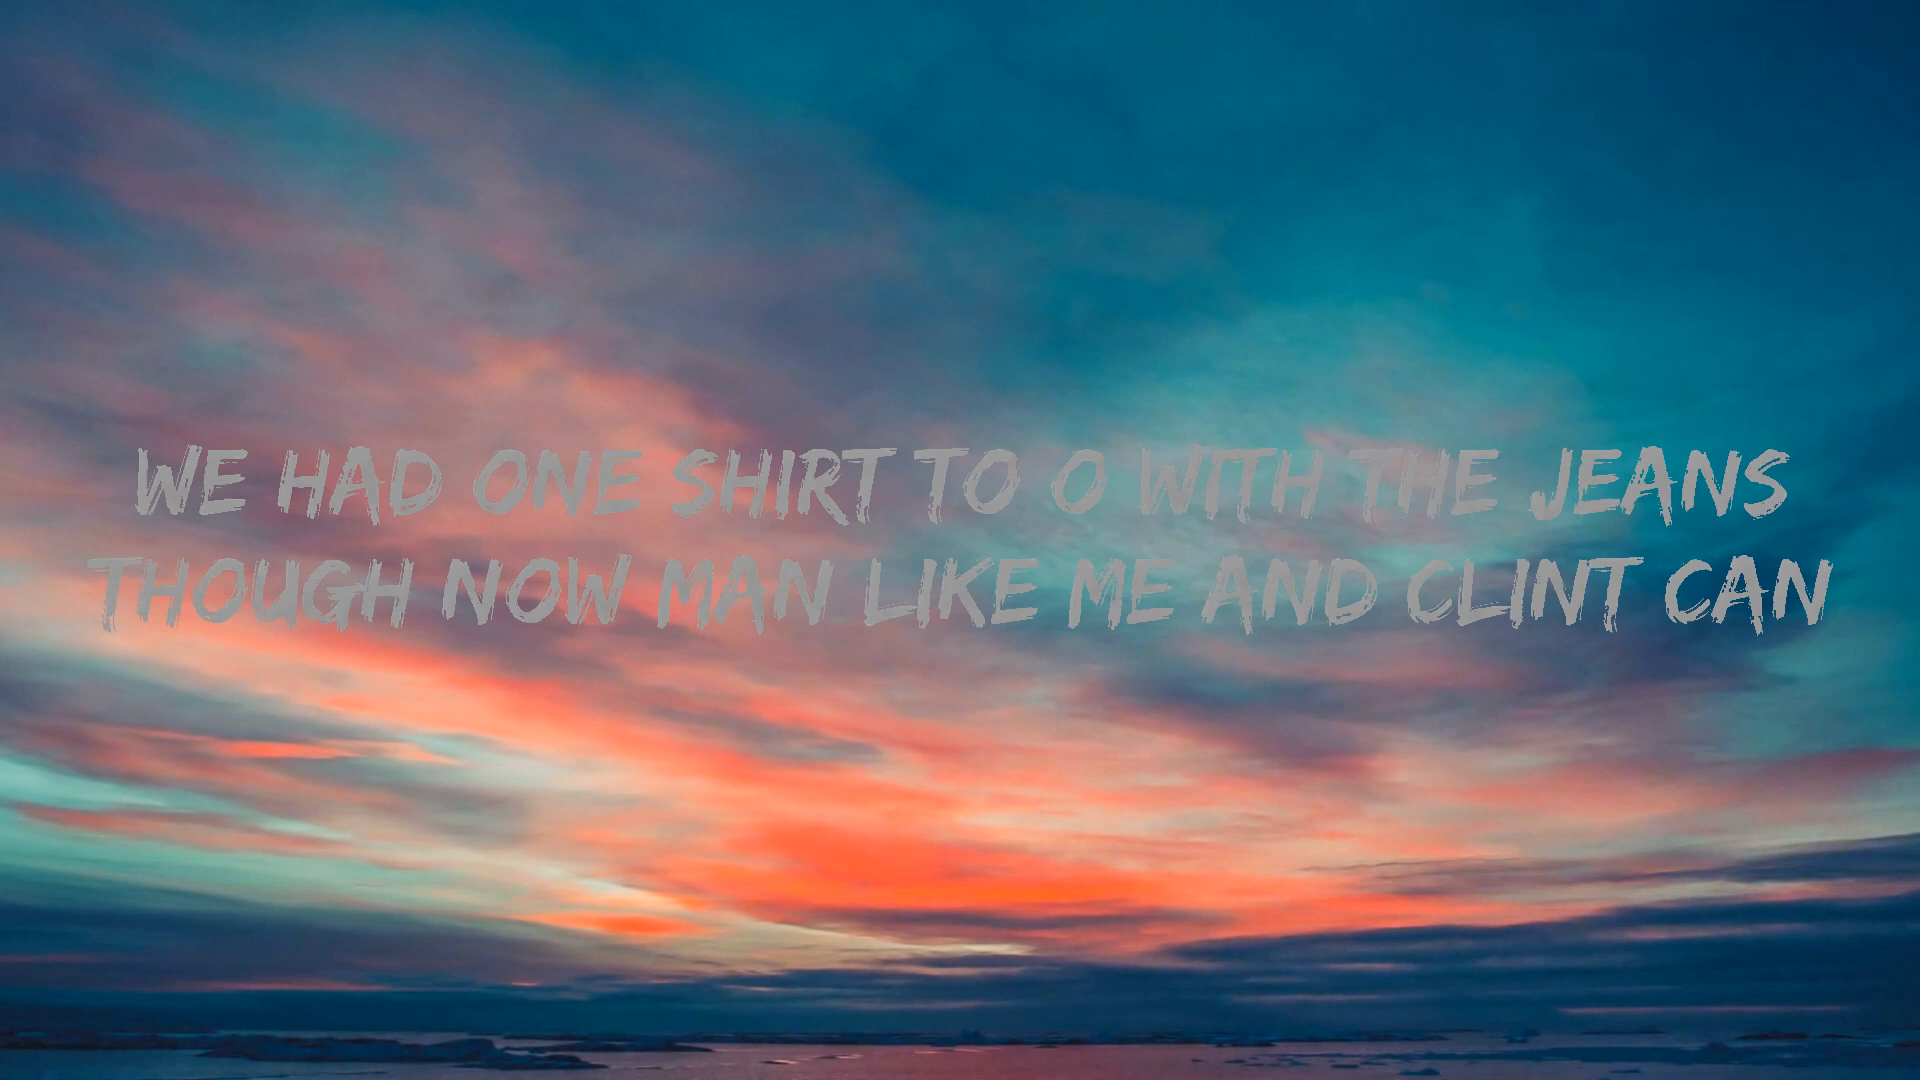 WE HAD ONE SHIRT TO O WITH THE JEANS
THOUGH NOW MAN LIKE ME AND CLINT CAN